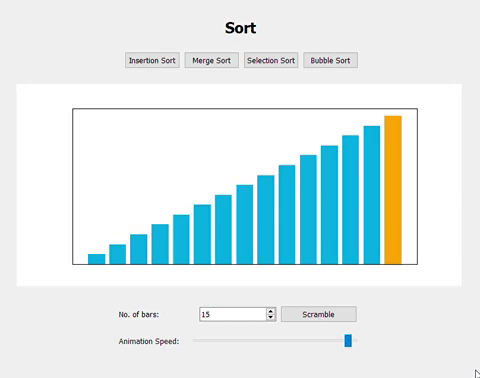 Sort
Insertion Sort Merge Sort Selection Sort Bubble Sort
No. of bars: 15 Scramble
Animation Speed: